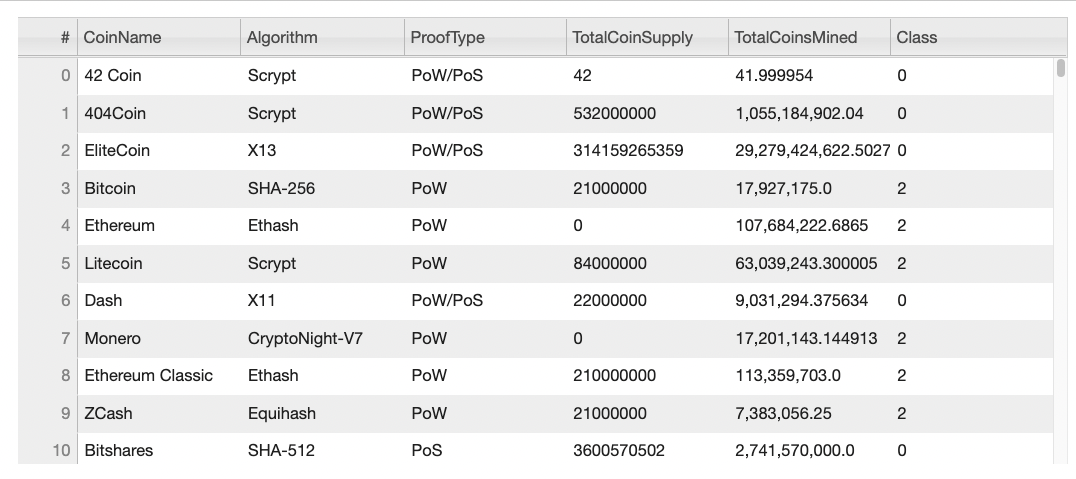 # CoinName Algorithm ProofType TotalCoinSupply TotalCoinsMined Class
0 42 Coin Scrypt PoW/PoS 42 41.999954 0
1 404Coin Scrypt PoW/PoS 532000000 1,055,184,902.04 0
2 EliteCoin X13 PoW/PoS 314159265359 29,279,424,622.5027 0
3 Bitcoin SHA-256 PoW 21000000 17,927,175.0 2
4 Ethereum Ethash PoW 0 107,684,222.6865 2
5 Litecoin Scrypt PoW 84000000 63,039,243.300005 2
6 Dash X11 PoW/PoS 22000000 9,031,294.375634 0
7 Monero CryptoNight-V7 PoW 0 17,201,143.144913 2
8 Ethereum Classic Ethash PoW 210000000 113,359,703.0 2
9 ZCash Equihash PoW 21000000 7,383,056.25 2
10 Bitshares SHA-512 PoS 3600570502 2,741,570,000.0 0